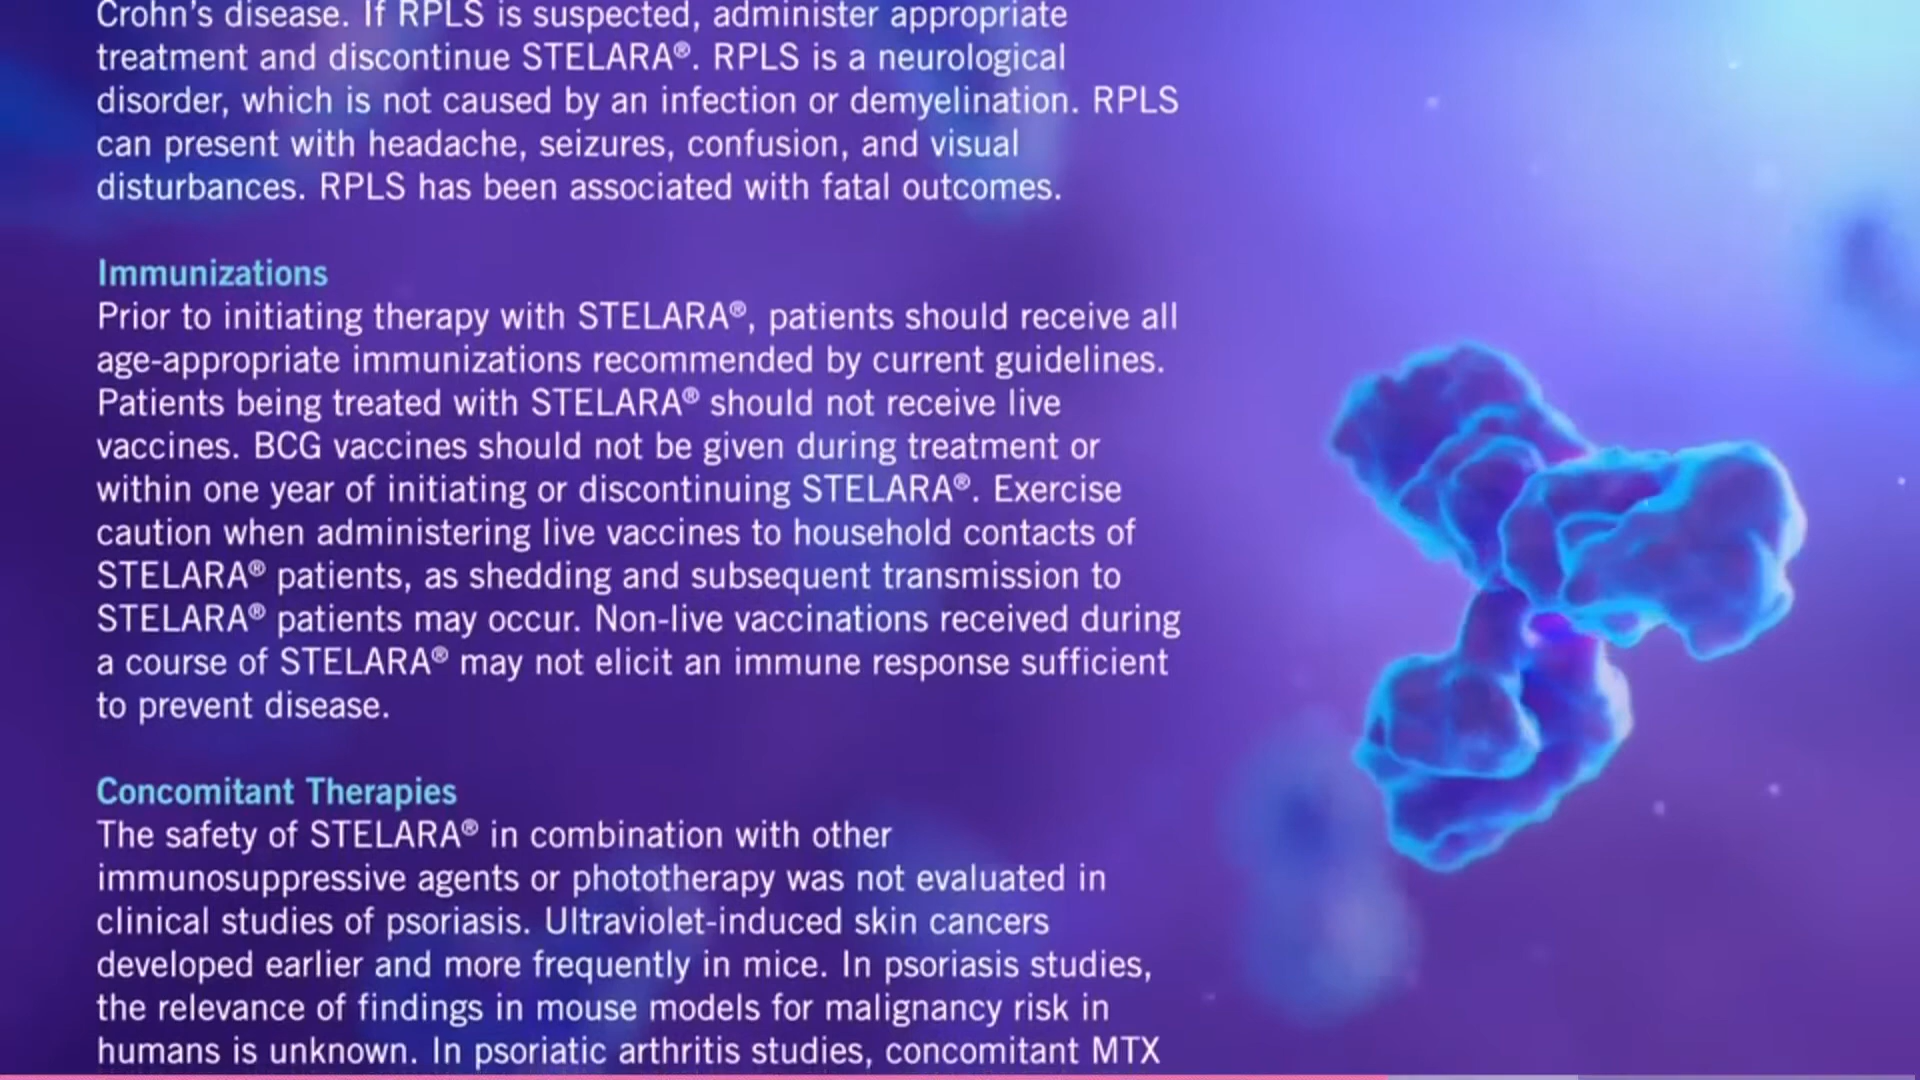 Crohn's disease. If RPLS is suspected, administer appropriate
treatment and discontinue STELARA®. RPLS is a neurological
disorder, which is not caused by an infection or demyelination. RPLS
can present with headache, seizures, confusion, and visual
disturbances. RPLS has been associated with fatal outcomes.
Immunizations
Prior to initiating therapy with STELARA®, patients should receive all
age-appropriate immunizations recommended by current guidelines.
Patients being treated with STELARA® should not receive live
vaccines. BCG vaccines should not be given during treatment or
within one year of initiating or discontinuing STELARA®. Exercise
caution when administering live vaccines to household contacts of
STELARA® patients, as shedding and subsequent transmission to
STELARA® patients may occur. Non-live vaccinations received during
a course of STELARA® may not elicit an immune response sufficient
to prevent disease.
Concomitant Therapies
The safety of STELARA® in combination with other
immunosuppressive agents or phototherapy was not evaluated in
clinical studies of psoriasis. Ultraviolet-induced skin cancers
developed earlier and more frequently in mice. In psoriasis studies,
the relevance of findings in mouse models for malignancy risk in
humans is unknown. In psoriatic arthritis studies, concomitant MTX